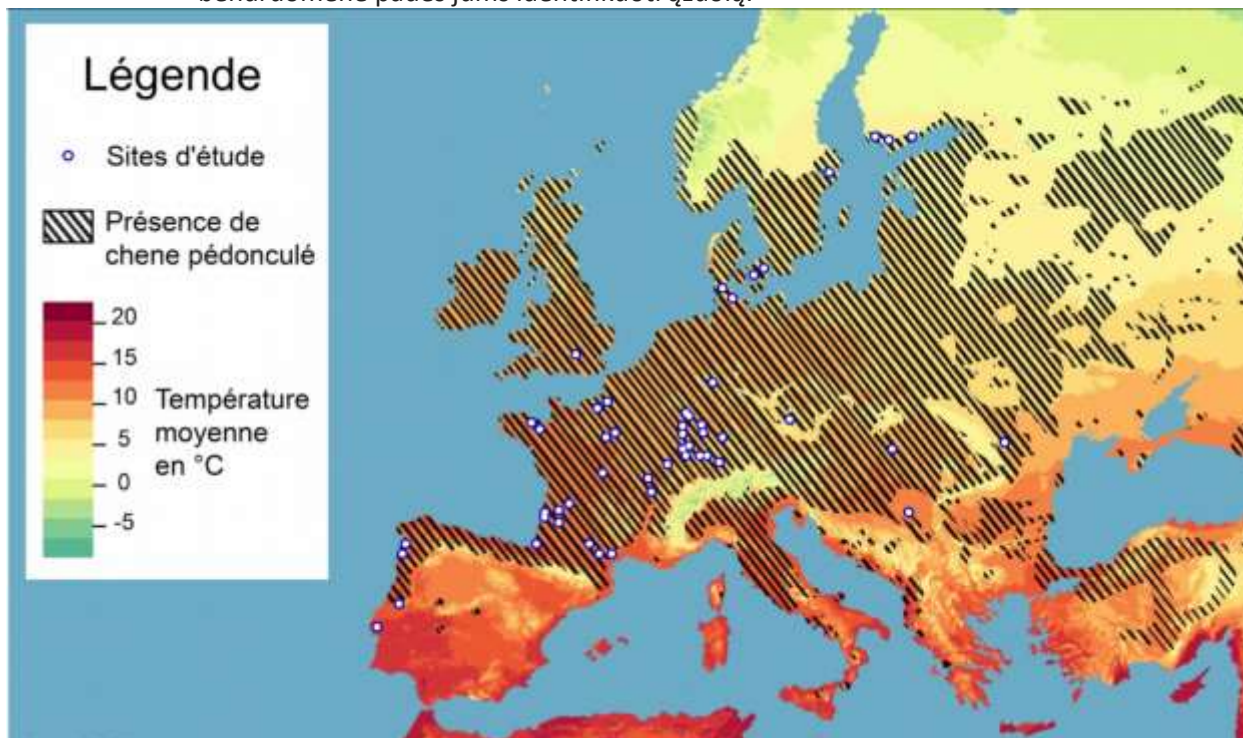 Légende
Sites d'étude
Présence de
chene pédonculé
20
15
10
5
0
-5
Température
moyenne
en °C